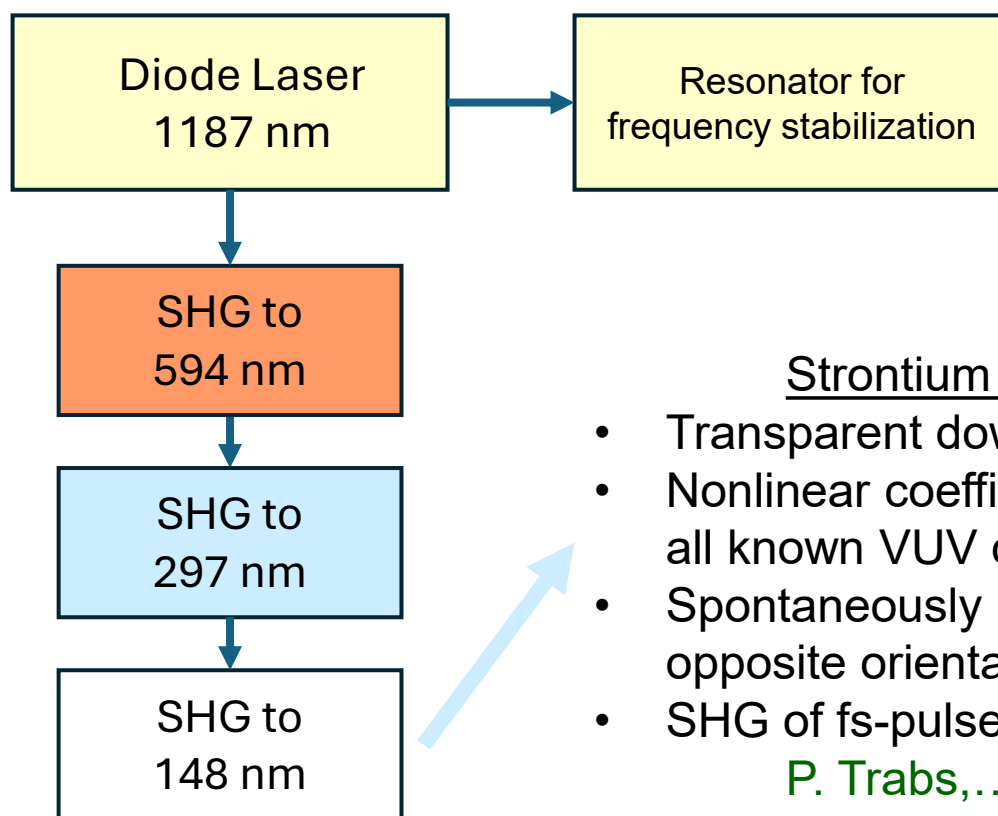 Diode Laser
1187 nm
Resonator for
frequency stabilization
SHG to
594 nm
SHG to
297 nm
SHG to
148 nm
Strontium
• Transparent
• Nonlinear
all known VUV
• Spontaneously
opposite
• SHG of
P. Trabs,…